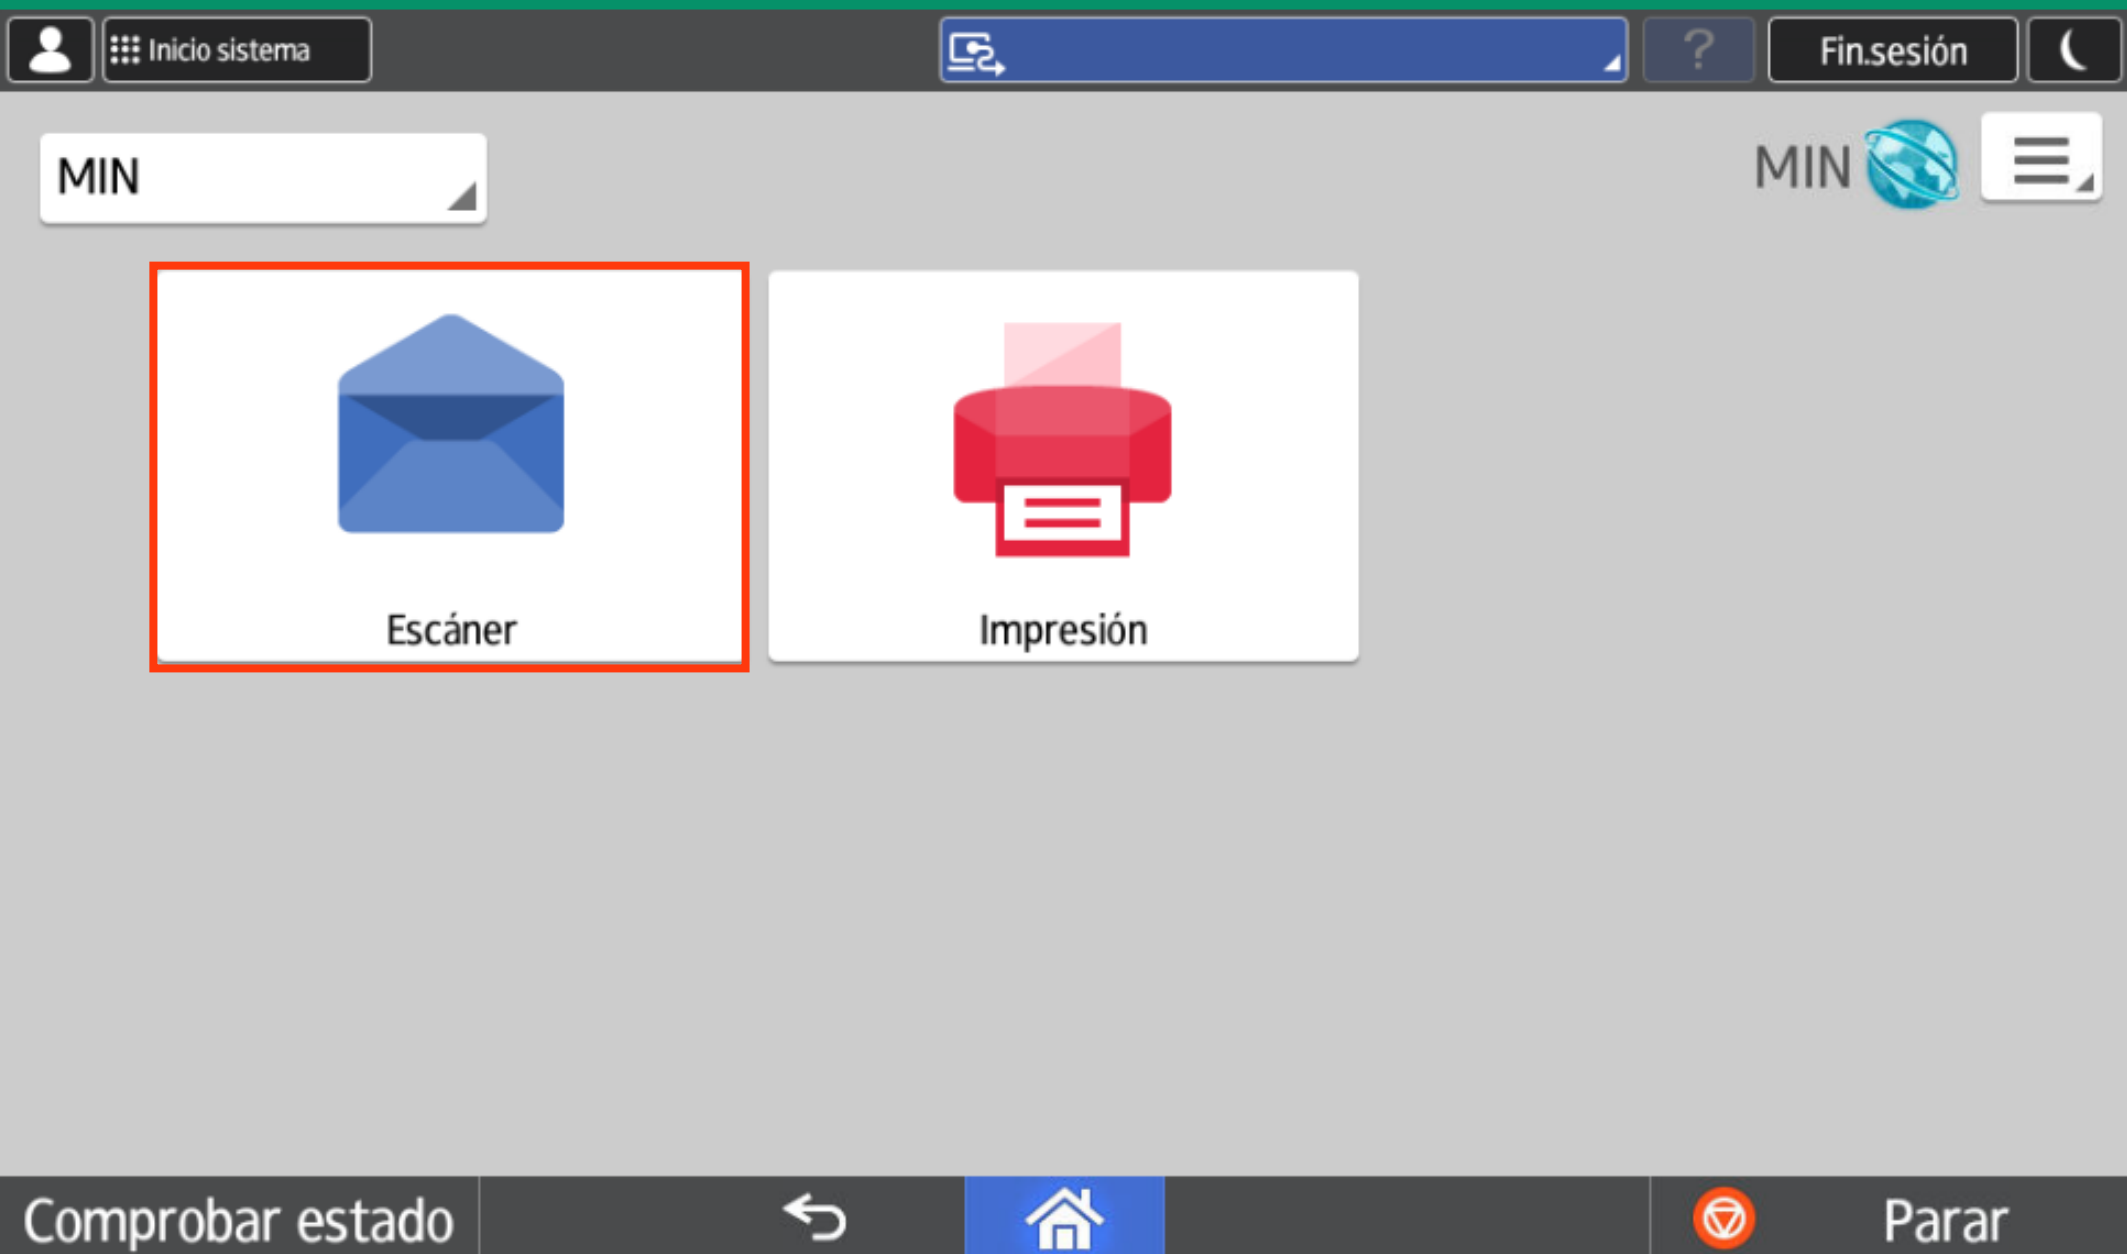 Inicio sistema
?
Fin.sesión
MIN
MIN
Escáner
Impresión
Comprobar estado
Parar